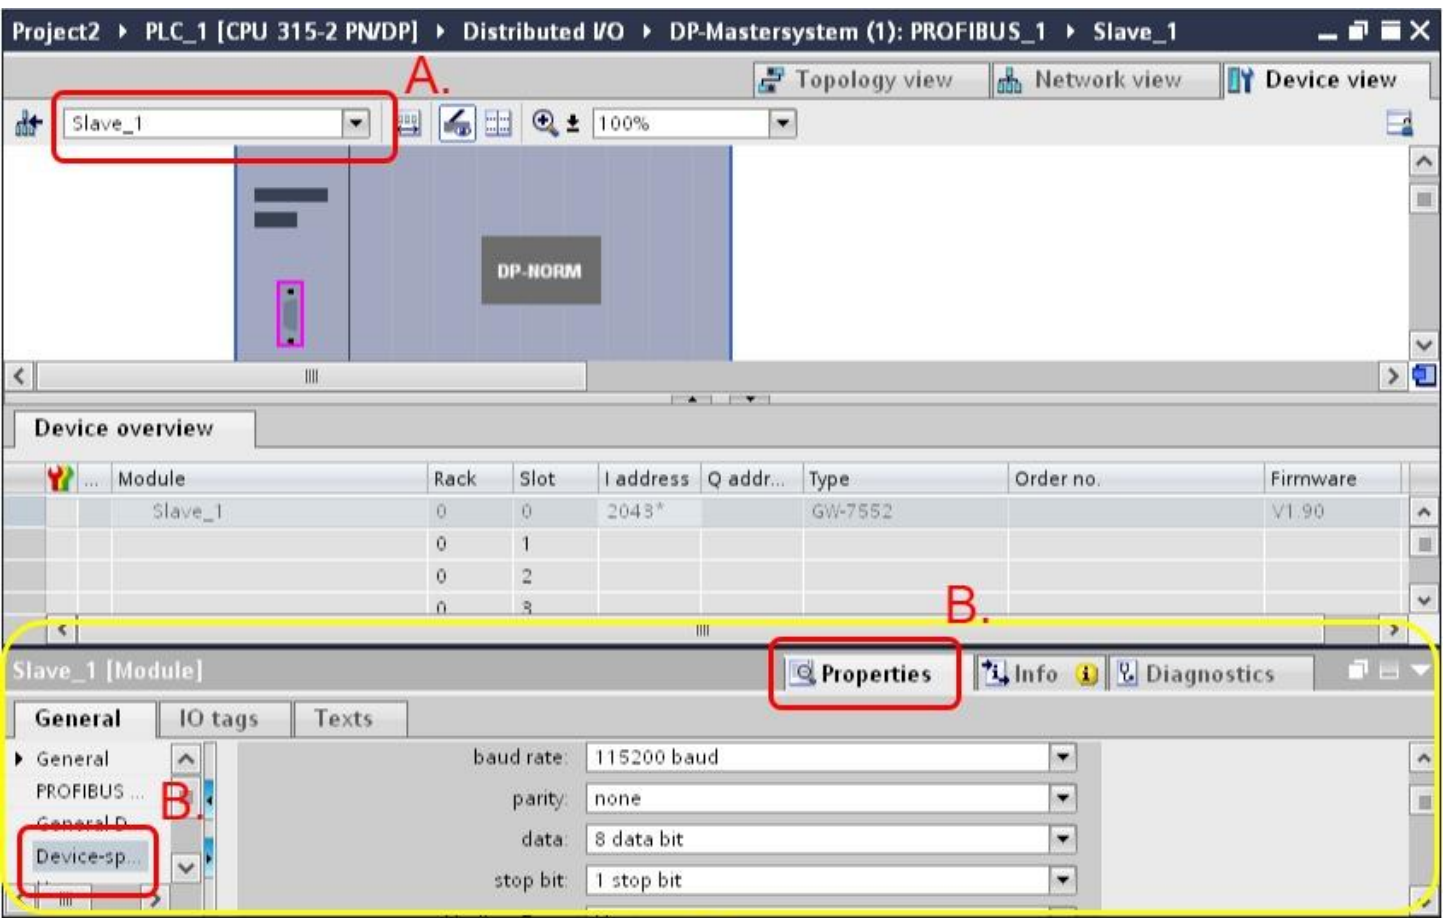 Project2 ▸ PLC_1 [CPU 315-2 PN/DP] ▸ Distributed I/O ▸ DP-Mastersystem (1): PROFIBUS_1 ▸ Slave_1
A.
Topology view Network view Device view
Slave_1 100%
DP-NORM
Device overview
... Module Rack Slot I address Q addr... Type Order no. Firmware
Slave_1 0 0 2043* GW-7552 V1.90
0 1
0 2
0 3
B.
Slave_1 [Module] Properties Info Diagnostics
General IO tags Texts
General baud rate: 115200 baud
PROFIBUS ... parity: none
B.
General D... data: 8 data bit
Device-sp... stop bit: 1 stop bit